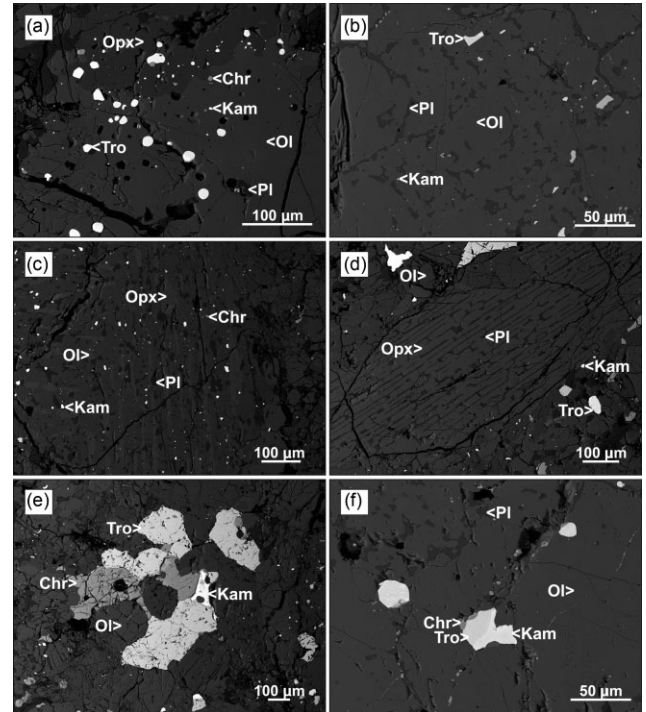 (a)
Opx>
<Chr
<Kam
<Ol
<Tro
<Pl
100 µm
(b)
Tro>
<Pl
<Ol
<Kam
50 µm
(c)
Opx>
<Chr
Ol>
<Pl
<Kam
100 µm
(d)
Ol>
<Pl
Opx>
<Kam
Tro>
100 µm
(e)
Tro>
Chr>
<Kam
Ol>
100 µm
(f)
<Pl
Ol>
Chr>
Tro>
<Kam
50 µm